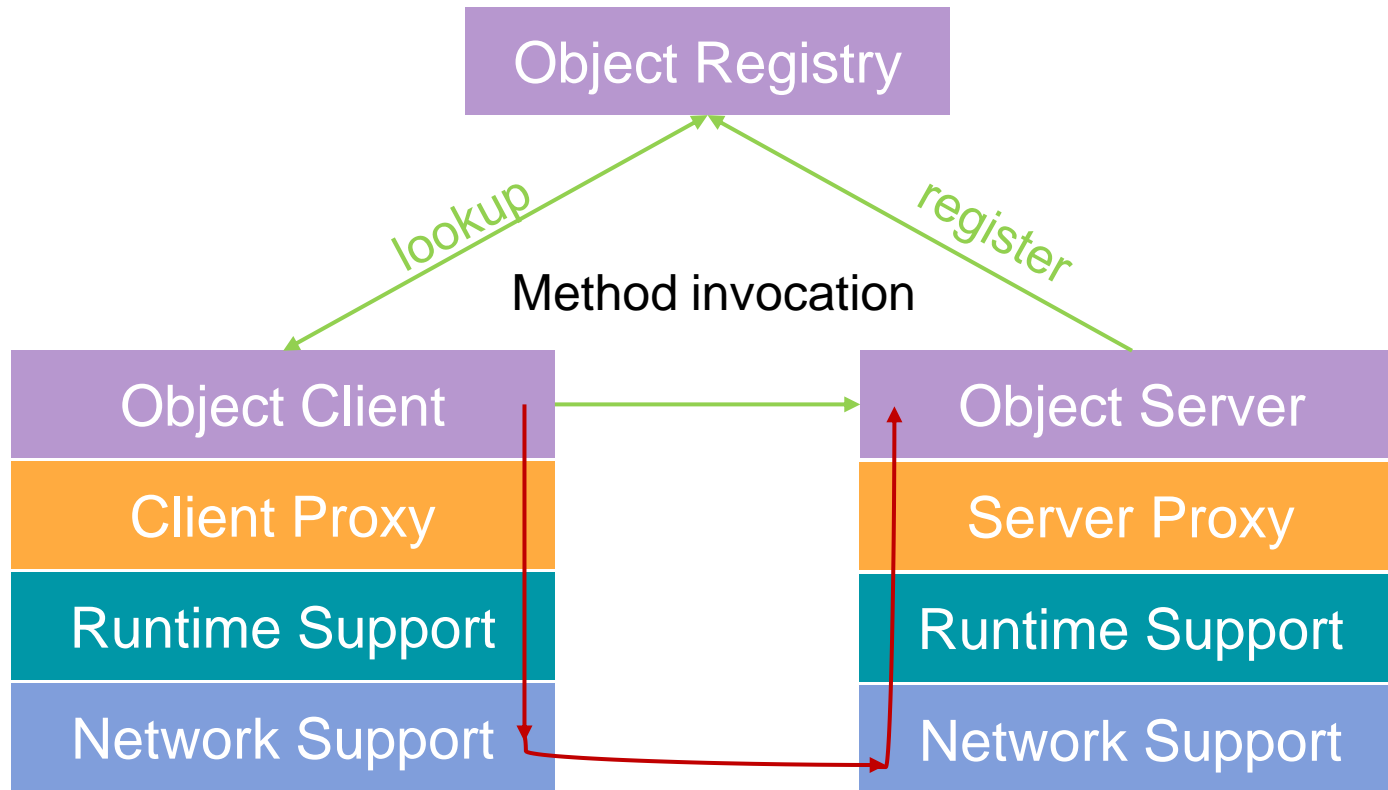 Object Registry
lookup
register
Method invocation
Object Client
Object Server
Client Proxy
Server Proxy
Runtime Support
Runtime Support
Network Support
Network Support